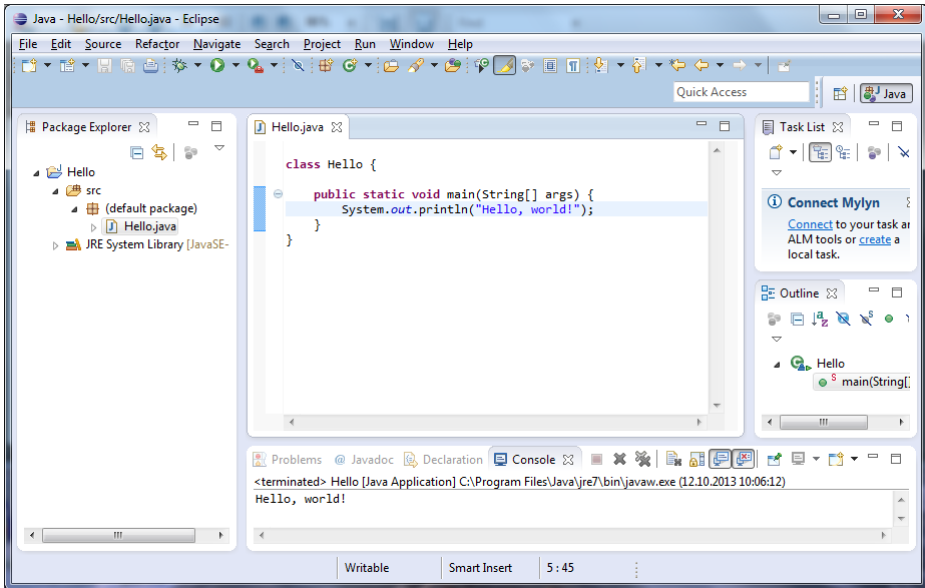 Java - Hello/src/Hello.java - Eclipse
File Edit Source Refactor Navigate Search Project Run Window Help
Quick Access
Java
Package Explorer
Hello
src
(default package)
Hello.java
JRE System Library [JavaSE-
Hello.java
class Hello {
public static void main(String[] args) {
System.out.println("Hello, world!");
}
}
Task List
Connect Mylyn
Connect to your task ar
ALM tools or create a
local task.
Outline
Hello
main(String[]
Problems @ Javadoc Declaration Console
<terminated> Hello [Java Application] C:\Program Files\Java\jre7\bin\javaw.exe (12.10.2013 10:06:12)
Hello, world!
Writable Smart Insert 5 : 45